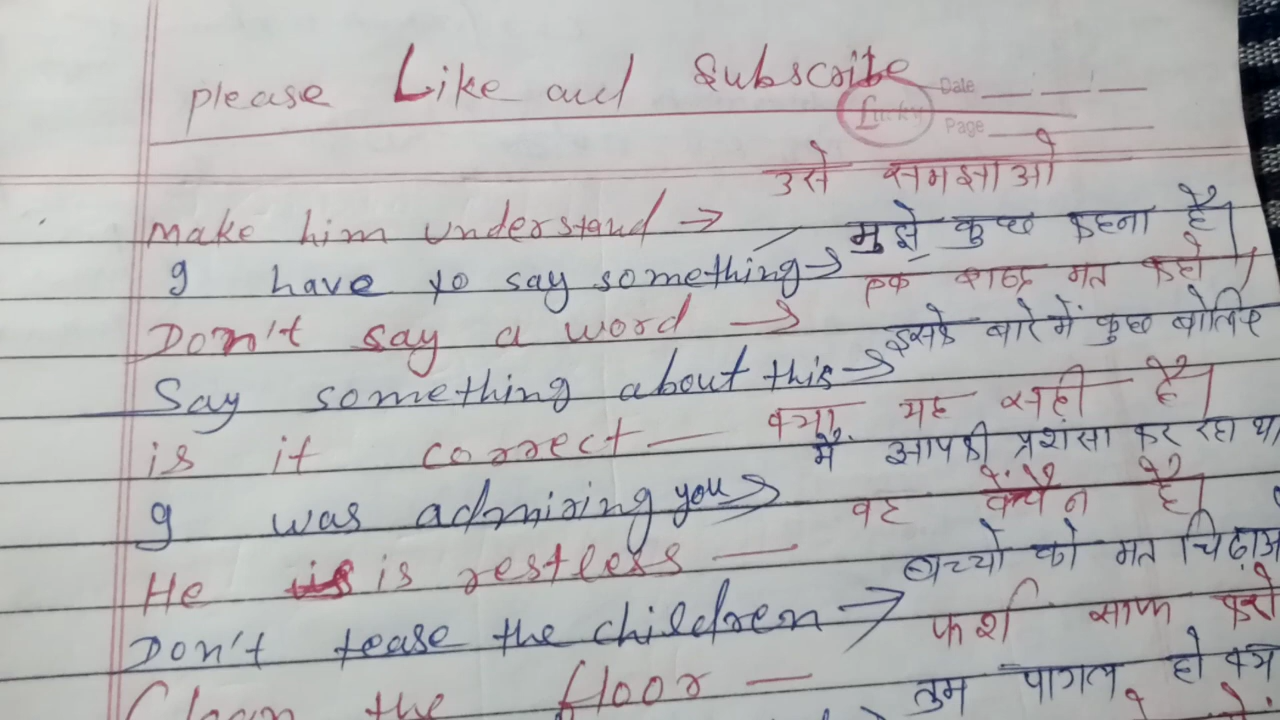 please Like and Subscribe
Lucky
Date
Page
Make him understand → उसे समझाओ
I have to say something → मुझे कुछ कहना है।
Don't say a word → एक शब्द मत कहो।
Say something about this → इसके बारे में कुछ बोलिए
is it correct — क्या यह सही है।
I was admiring you → मैं आपकी प्रशंसा कर रहा था
He is restless — वह बेचैन है।
Don't tease the children → बच्चो को मत चिढ़ाओ
Clean the floor — फर्श साफ करो
तुम पागल हो क्या